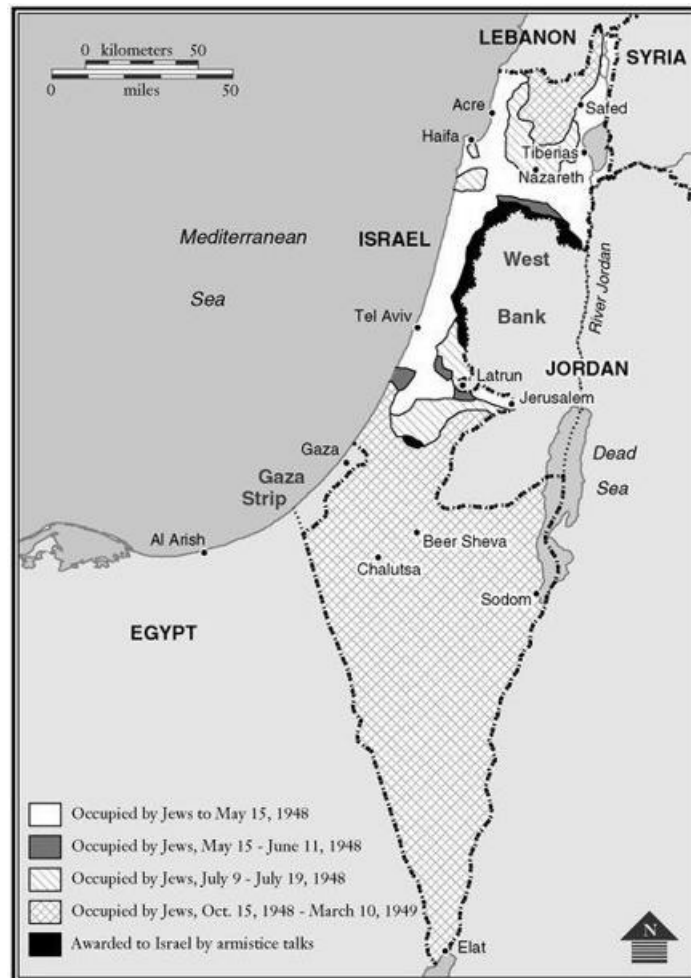 LEBANON
SYRIA
0 kilometers 50
0 miles 50
Acre
Safed
Haifa
Tiberias
Nazareth
Mediterranean
Sea
ISRAEL
West
Bank
River Jordan
Tel Aviv
JORDAN
Latrun
Jerusalem
Gaza
Gaza
Strip
Dead
Sea
Al Arish
Beer Sheva
Chalutsa
Sodom
EGYPT
Occupied by Jews to May 15, 1948
Occupied by Jews, May 15 - June 11, 1948
Occupied by Jews, July 9 - July 19, 1948
Occupied by Jews, Oct. 15, 1948 - March 10, 1949
Awarded to Israel by armistice talks
Elat
N